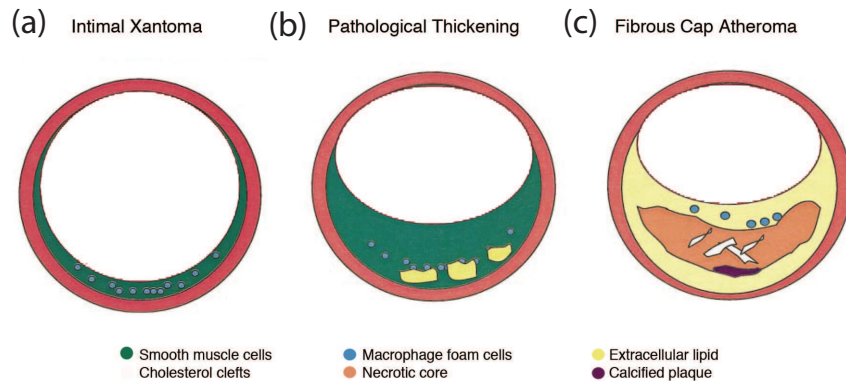 (a) Intimal Xantoma (b) Pathological Thickening (c) Fibrous Cap Atheroma
Smooth muscle cells Macrophage foam cells Extracellular lipid
Cholesterol clefts Necrotic core Calcified plaque